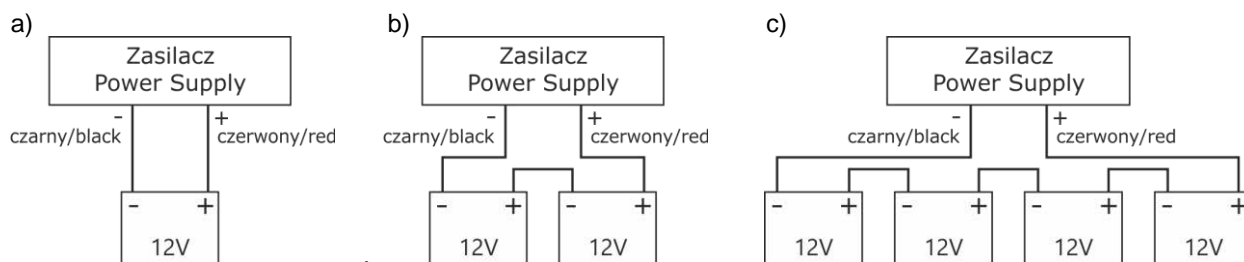 a)
Zasilacz
Power Supply
- +
czarny/black czerwony/red
- +
12V
b)
Zasilacz
Power Supply
- +
czarny/black czerwony/red
- + - +
12V 12V
c)
Zasilacz
Power Supply
- +
czarny/black czerwony/red
- + - + - + - +
12V 12V 12V 12V